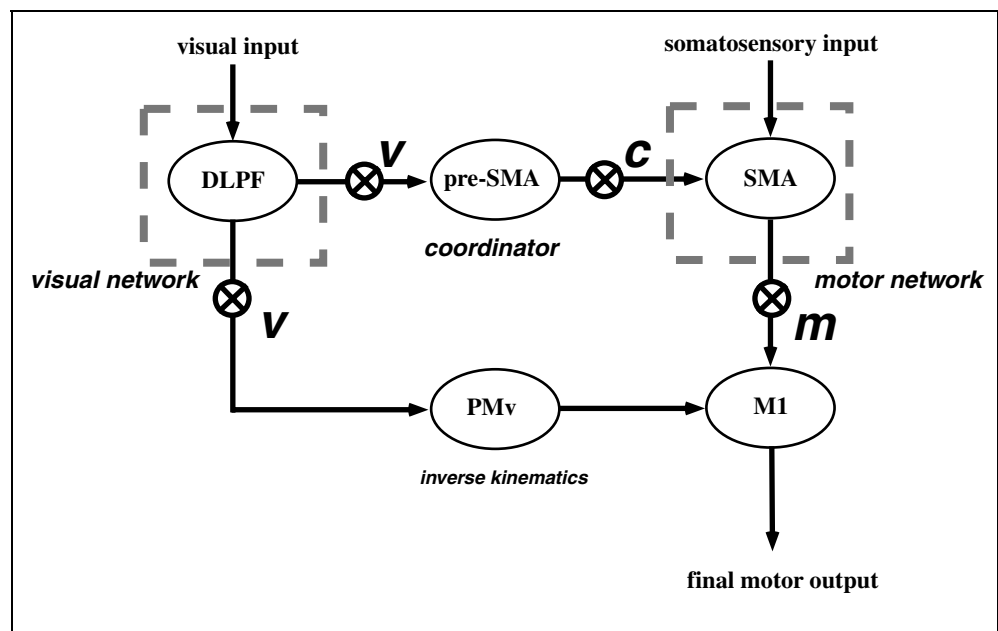 visual input
somatosensory input
v
c
DLPF
pre-SMA
SMA
coordinator
visual network
motor network
v
m
PMv
M1
inverse kinematics
final motor output